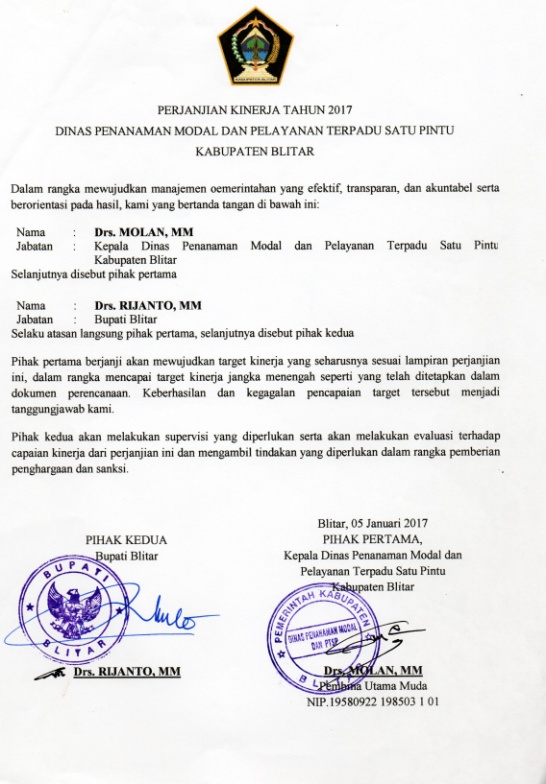 KABUPATEN BLITAR
PERJANJIAN KINERJA TAHUN 2017
DINAS PENANAMAN MODAL DAN PELAYANAN TERPADU SATU PINTU
KABUPATEN BLITAR
Dalam rangka mewujudkan manajemen oemerintahan yang efektif, transparan, dan akuntabel serta
berorientasi pada hasil, kami yang bertanda tangan di bawah ini:
Nama : Drs. MOLAN, MM
Jabatan : Kepala Dinas Penanaman Modal dan Pelayanan Terpadu Satu Pintu
Kabupaten Blitar
Selanjutnya disebut pihak pertama
Nama : Drs. RIJANTO, MM
Jabatan : Bupati Blitar
Selaku atasan langsung pihak pertama, selanjutnya disebut pihak kedua
Pihak pertama berjanji akan mewujudkan target kinerja yang seharusnya sesuai lampiran perjanjian
ini, dalam rangka mencapai target kinerja jangka menengah seperti yang telah ditetapkan dalam
dokumen perencanaan. Keberhasilan dan kegagalan pencapaian target tersebut menjadi
tanggungjawab kami.
Pihak kedua akan melakukan supervisi yang diperlukan serta akan melakukan evaluasi terhadap
capaian kinerja dari perjanjian ini dan mengambil tindakan yang diperlukan dalam rangka pemberian
penghargaan dan sanksi.
PIHAK KEDUA
Bupati Blitar
BUPATI
BLITAR
Drs. RIJANTO, MM
Blitar, 05 Januari 2017
PIHAK PERTAMA,
Kepala Dinas Penanaman Modal dan
Pelayanan Terpadu Satu Pintu
Kabupaten Blitar
PEMERINTAH KABUPATEN
DINAS PENANAMAN MODAL
DAN PTSP
BLITAR
Drs. MOLAN, MM
Pembina Utama Muda
NIP.19580922 198503 1 01